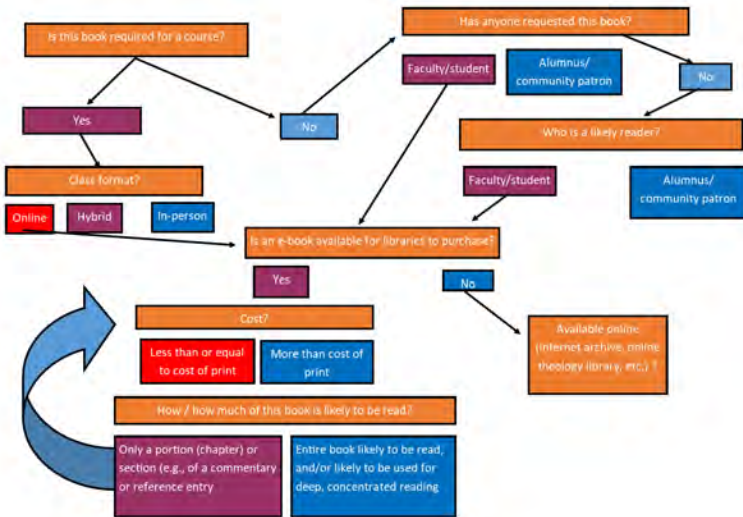 Is this book required for a course?
Has anyone requested this book?
Faculty/student
Alumnus/
community patron
No
Yes
No
Who is a likely reader?
Class format?
Faculty/student
Alumnus/
community patron
Online
Hybrid
In-person
Is an e-book available for libraries to purchase?
Yes
No
Cost?
Available online
(internet archive, online
theology library, etc.) ?
Less than or equal
to cost of print
More than cost of
print
How / how much of this book is likely to be read?
Only a portion (chapter) or
section (e.g., of a commentary
or reference entry
Entire book likely to be read,
and/or likely to be used for
deep, concentrated reading